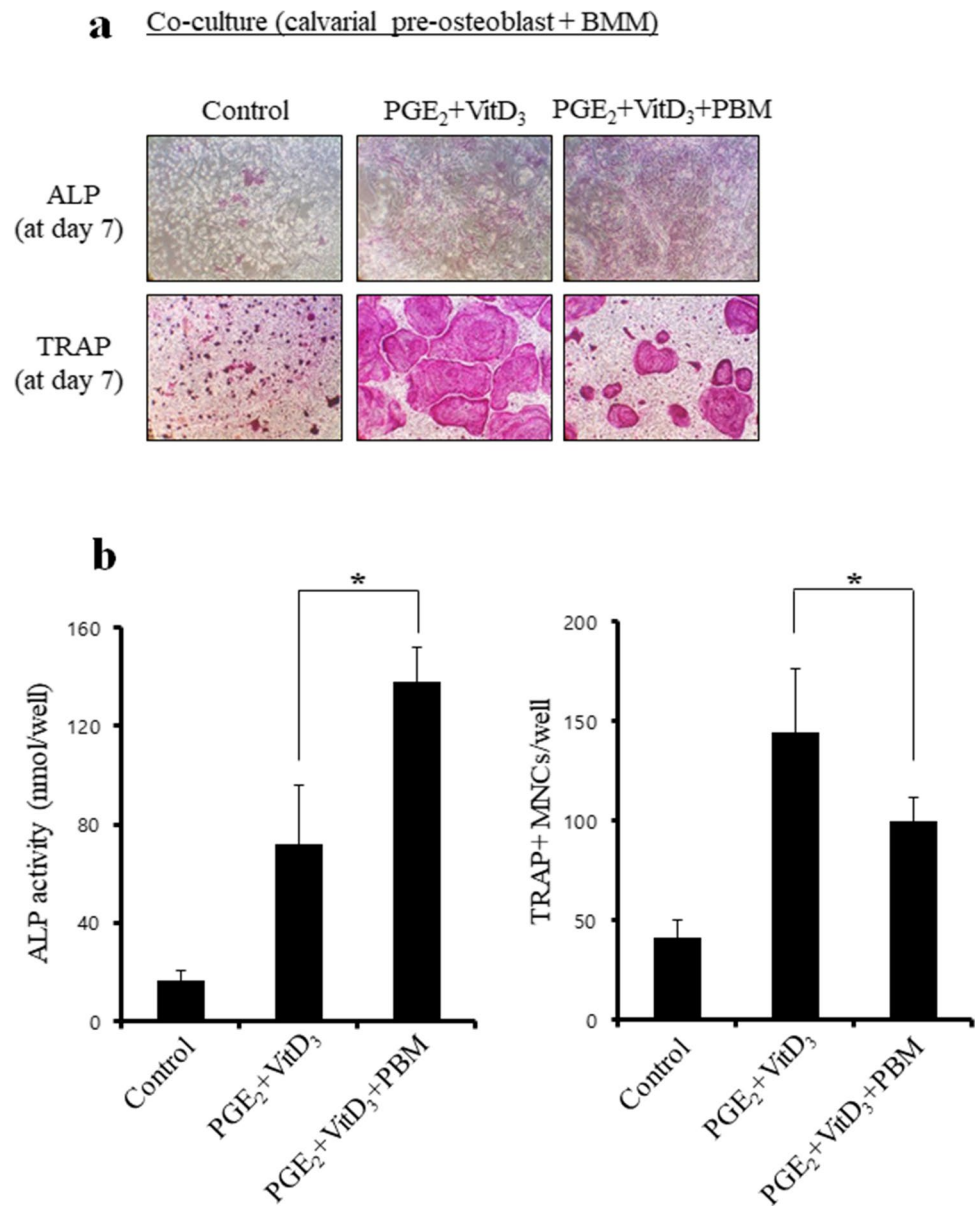 a Co-culture (calvarial pre-osteoblast + BMM)
Control PGE₂+VitD₃ PGE₂+VitD₃+PBM
ALP
(at day 7)
TRAP
(at day 7)
b
*
*
ALP activity (nmol/well)
160
120
80
40
0
Control
PGE₂+VitD₃
PGE₂+VitD₃+PBM
TRAP+ MNCs/well
200
150
100
50
0
Control
PGE₂+VitD₃
PGE₂+VitD₃+PBM